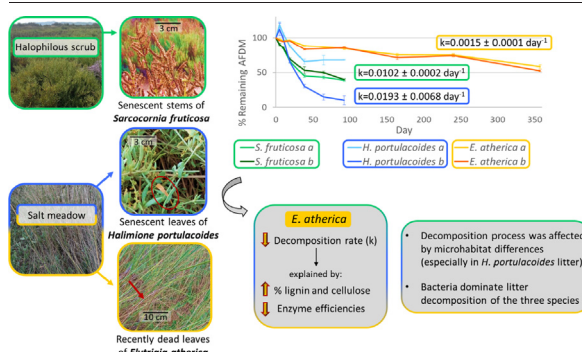 Halophilous scrub
3 cm
Senescent stems of
Sarcocornia fruticosa
Salt meadow
3 cm
Senescent leaves of
Halimione portulacoides
10 cm
Recently dead leaves
of Elytrigia atherica
% Remaining AFDM
100
50
0
0
50
100
150
200
250
300
350
Day
k=0.0015 ± 0.0001 day-1
k=0.0102 ± 0.0002 day-1
k=0.0193 ± 0.0068 day-1
S. fruticosa a
S. fruticosa b
H. portulacoides a
H. portulacoides b
E. atherica a
E. atherica b
E. atherica
Decomposition rate (k)
explained by:
% lignin and cellulose
Enzyme efficiencies
• Decomposition process was affected
by microhabitat differences
(especially in H. portulacoides litter)
• Bacteria dominate litter
decomposition of the three species